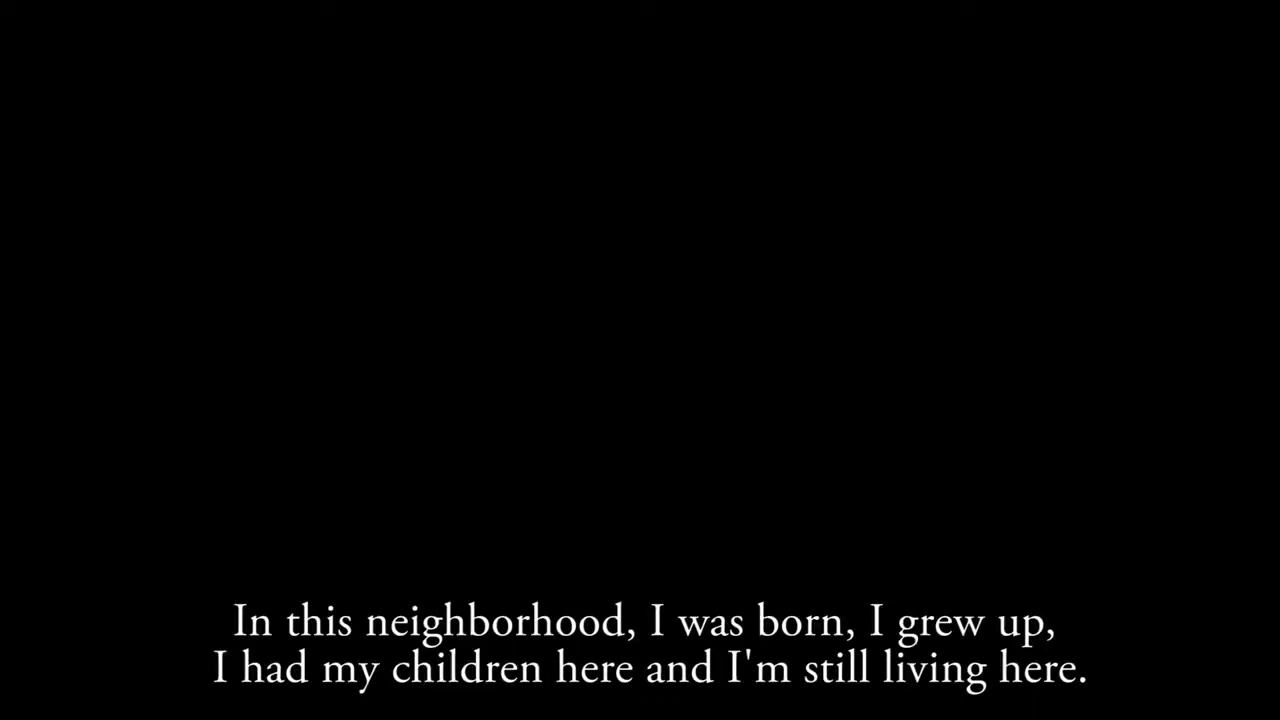 In this neighborhood, I was born, I grew up,
I had my children here and I'm still living here.